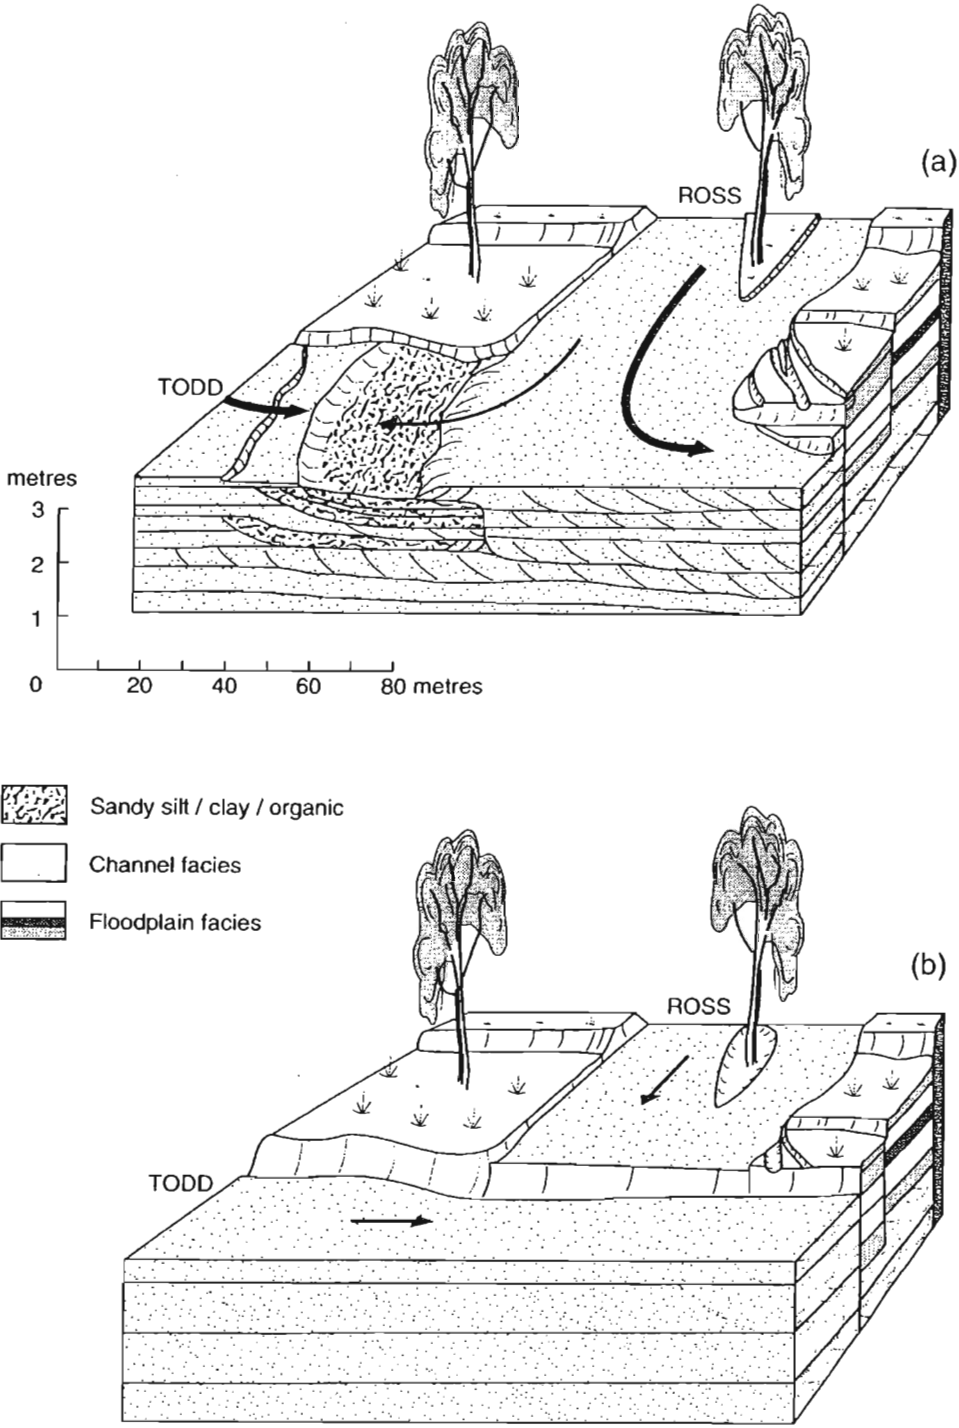 (a)
ROSS
TODD
metres
3
2
1
0
20 40 60 80 metres
Sandy silt / clay / organic
Channel facies
Floodplain facies
(b)
ROSS
TODD